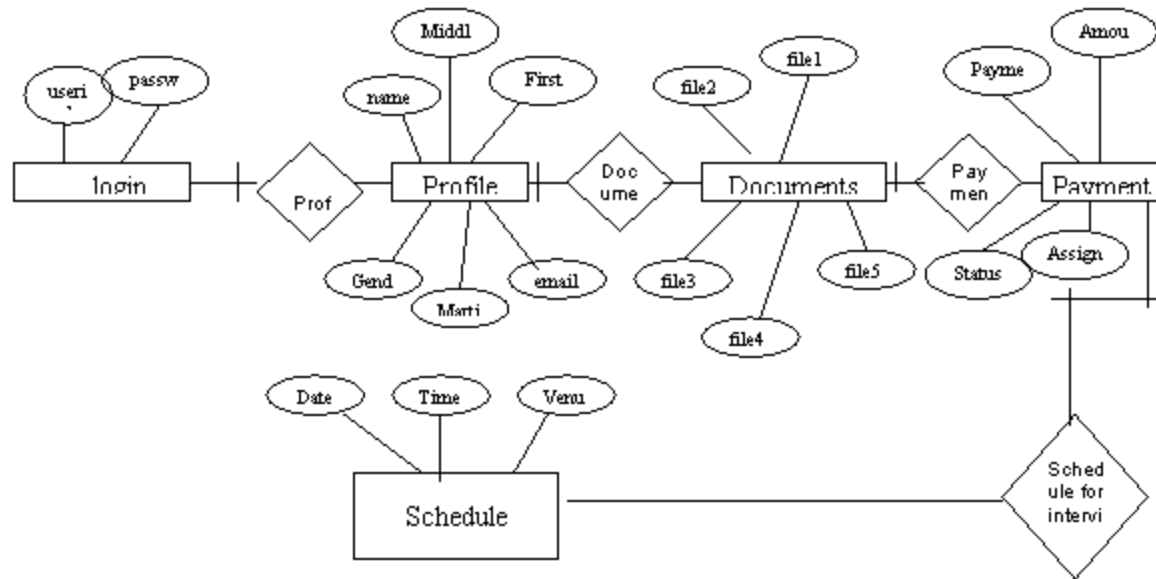 Middl
Amou
file1
passw
First
Payme
useri
file2
name
login
Prof
Profile
Doc
ume
Documents
Pay
men
Payment
Gend
Marti
email
file3
file4
file5
Status
Assign
Date
Time
Venu
Schedule
Sched
ule for
intervi